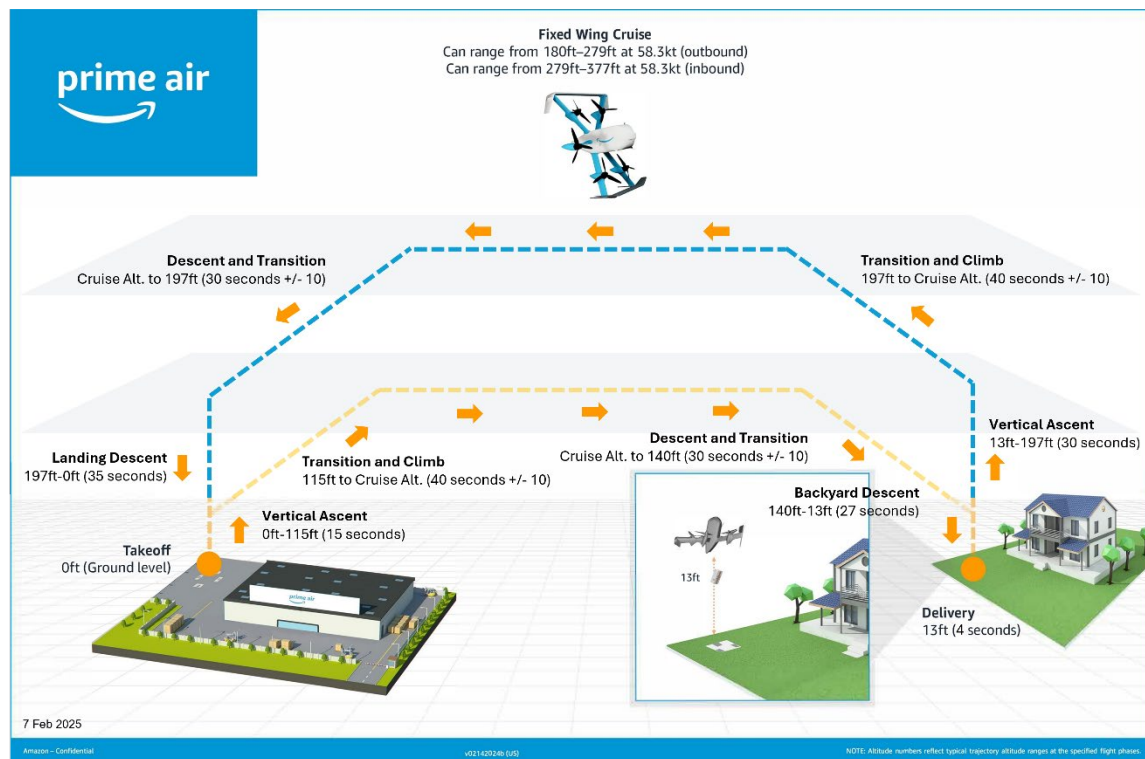 prime air
Fixed Wing Cruise
Can range from 180ft–279ft at 58.3kt (outbound)
Can range from 279ft–377ft at 58.3kt (inbound)
Descent and Transition
Cruise Alt. to 197ft (30 seconds +/- 10)
Transition and Climb
197ft to Cruise Alt. (40 seconds +/- 10)
Landing Descent
197ft-0ft (35 seconds)
Transition and Climb
115ft to Cruise Alt. (40 seconds +/- 10)
Descent and Transition
Cruise Alt. to 140ft (30 seconds +/- 10)
Vertical Ascent
13ft-197ft (30 seconds)
Vertical Ascent
0ft-115ft (15 seconds)
Backyard Descent
140ft-13ft (27 seconds)
Takeoff
0ft (Ground level)
prime air
13ft
Delivery
13ft (4 seconds)
7 Feb 2025
Amazon – Confidential
v02142024b (US)
NOTE: Altitude numbers reflect typical trajectory altitude ranges at the specified flight phases.